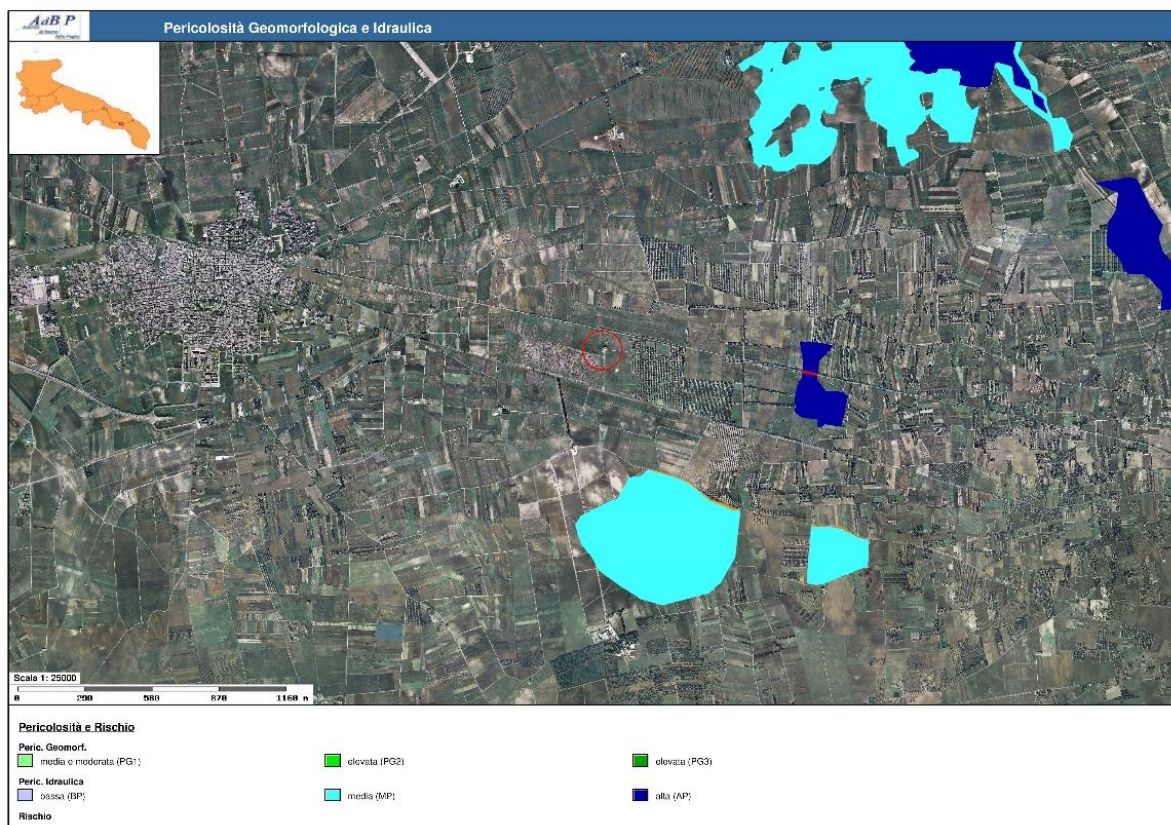 AdB P
Pericolosità Geomorfologica e Idraulica
Scala 1: 25000
0 290 580 870 1160 m
Pericolosità e Rischio
Peric. Geomorf.
media e moderata (PG1) elevata (PG2) elevata (PG3)
Peric. Idraulica
bassa (BP) media (MP) alta (AP)
Rischio